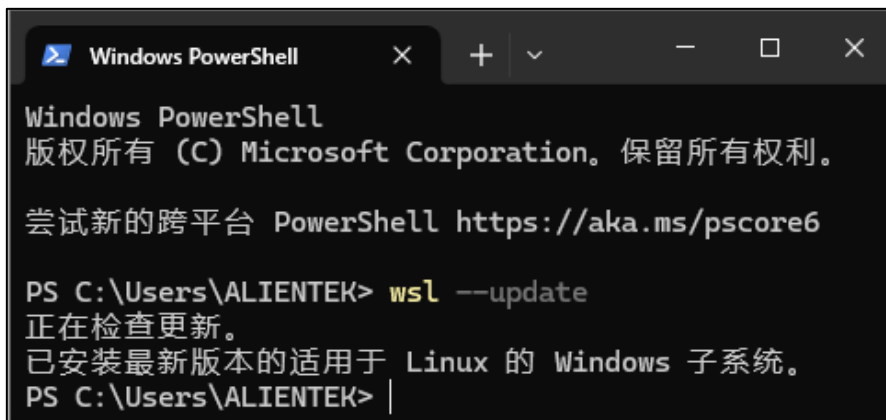 Windows PowerShell
Windows PowerShell
版权所有 (C) Microsoft Corporation。保留所有权利。
尝试新的跨平台 PowerShell https://aka.ms/pscore6
PS C:\Users\ALIENTEK> wsl --update
正在检查更新。
已安装最新版本的适用于 Linux 的 Windows 子系统。
PS C:\Users\ALIENTEK>